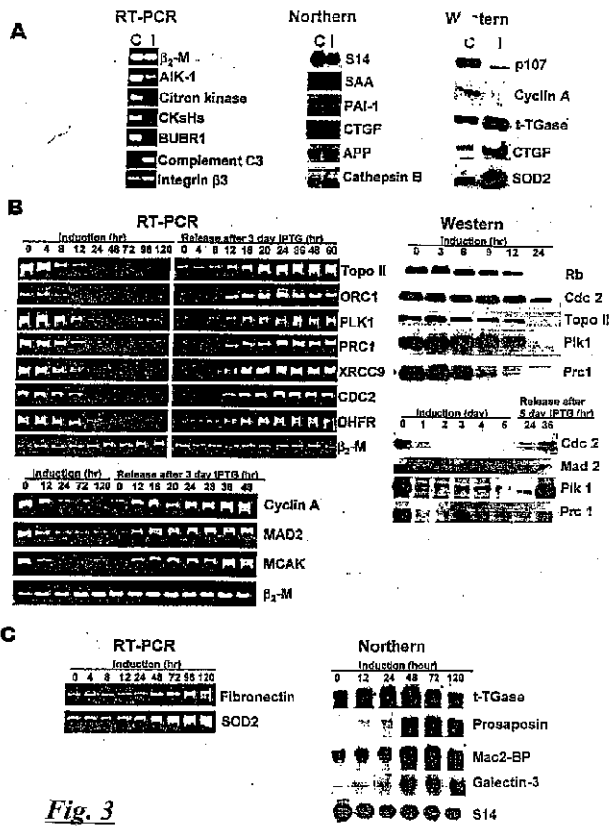 A
RT-PCR
C I
β2-M
AIK-1
Citron kinase
CKsHs
BUBR1
Complement C3
Integrin β3
Northern
C I
S14
SAA
PAI-1
CTGF
APP
Cathepsin B
Western
C I
p107
Cyclin A
t-TGase
CTGF
SOD2
B
RT-PCR
Induction (hr)
0 4 8 12 24 48 72 96 120
Release after 3 day IPTG (hr)
0 4 8 12 16 20 24 36 48 60
Topo II
ORC1
PLK1
PRC1
XRCC9
CDC2
DHFR
β2-M
Induction (hr)
0 12 24 72 120
Release after 3 day IPTG (hr)
0 12 16 20 24 36 48
Cyclin A
MAD2
MCAK
β2-M
Western
Induction (hr)
0 3 6 9 12 24
Rb
Cdc 2
Topo II
Plk1
Prc1
Induction (day)
0 1 2 3 4 5
Release after
5 day IPTG (hr)
24 36
Cdc 2
Mad 2
Plk 1
Prc 1
C
RT-PCR
Induction (hr)
0 4 8 12 24 48 72 96 120
Fibronectin
SOD2
Northern
Induction (hour)
0 12 24 48 72 120
t-TGase
Prosaposin
Mac2-BP
Galectin-3
S14
Fig. 3